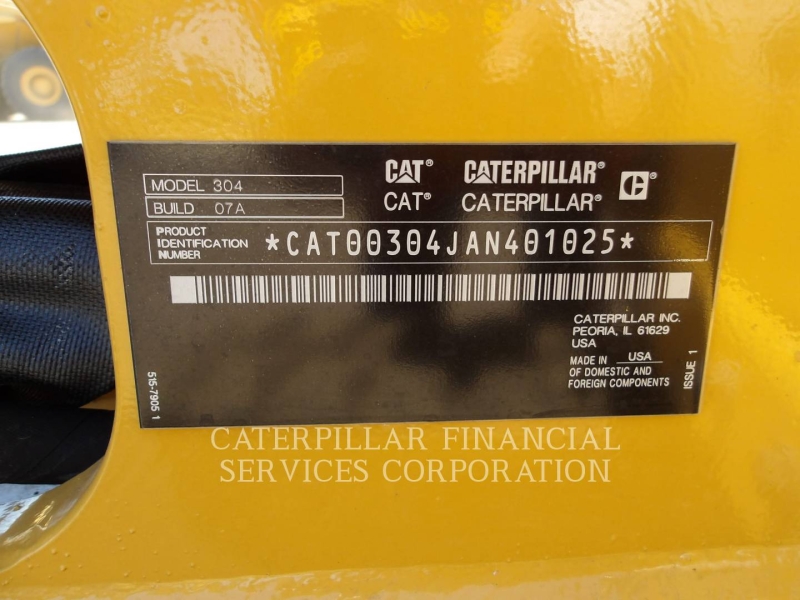 CAT® CATERPILLAR® C
CAT® CATERPILLAR®
MODEL 304
BUILD 07A
PRODUCT
IDENTIFICATION
NUMBER
*CAT00304JAN401025*
CATERPILLAR INC.
PEORIA, IL 61629
USA
MADE IN USA
OF DOMESTIC AND
FOREIGN COMPONENTS
ISSUE 1
515-7905 1
CATERPILLAR FINANCIAL
SERVICES CORPORATION